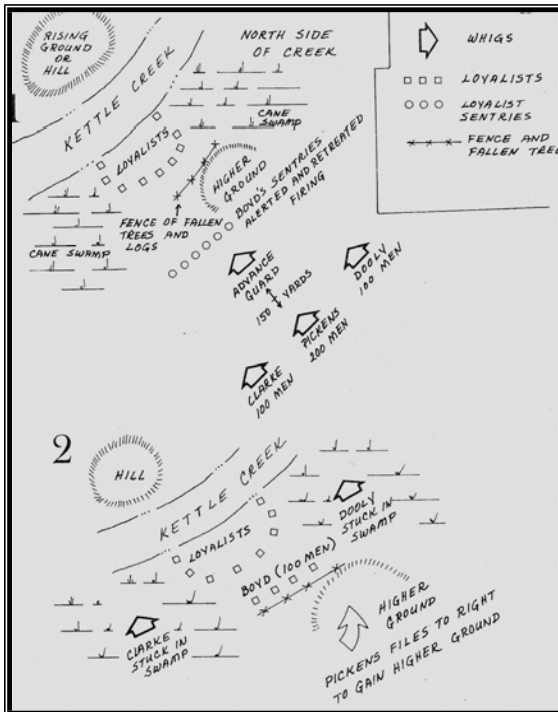 RISING
GROUND
OR
HILL
KETTLE CREEK
NORTH SIDE
OF CREEK
CANE
SWAMP
LOYALISTS
HIGHER
GROUND
BOYD'S SENTRIES
ALERTED AND RETREATED
FIRING
FENCE OF FALLEN
TREES AND
LOGS
CANE SWAMP
ADVANCE
GUARD
150 YARDS
DOOLY
100 MEN
PICKENS
200 MEN
CLARKE
100 MEN
WHIGS
LOYALISTS
LOYALIST
SENTRIES
FENCE AND
FALLEN TREE
2
HILL
KETTLE CREEK
LOYALISTS
BOYD (100 MEN)
DOOLY
STUCK IN
SWAMP
CLARKE
STUCK IN
SWAMP
HIGHER
GROUND
PICKENS FILES TO RIGHT
TO GAIN HIGHER GROUND